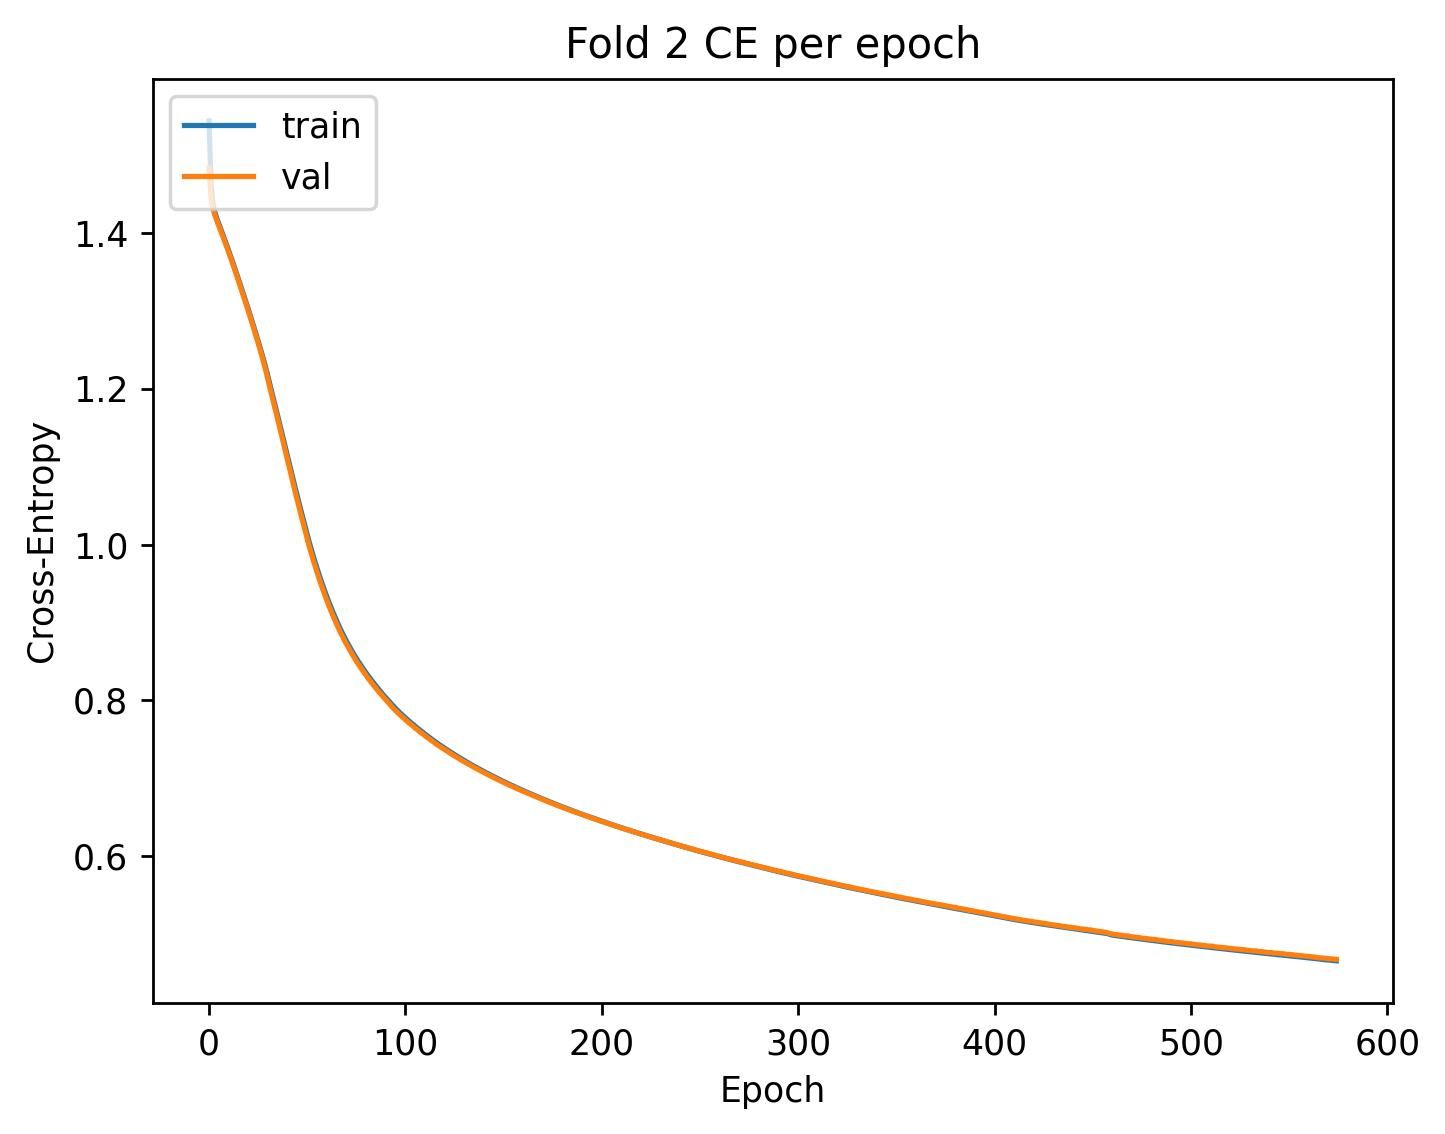 Fold 2 CE per epoch
train
val
Cross-Entropy
1.4
1.2
1.0
0.8
0.6
0 100 200 300 400 500 600
Epoch